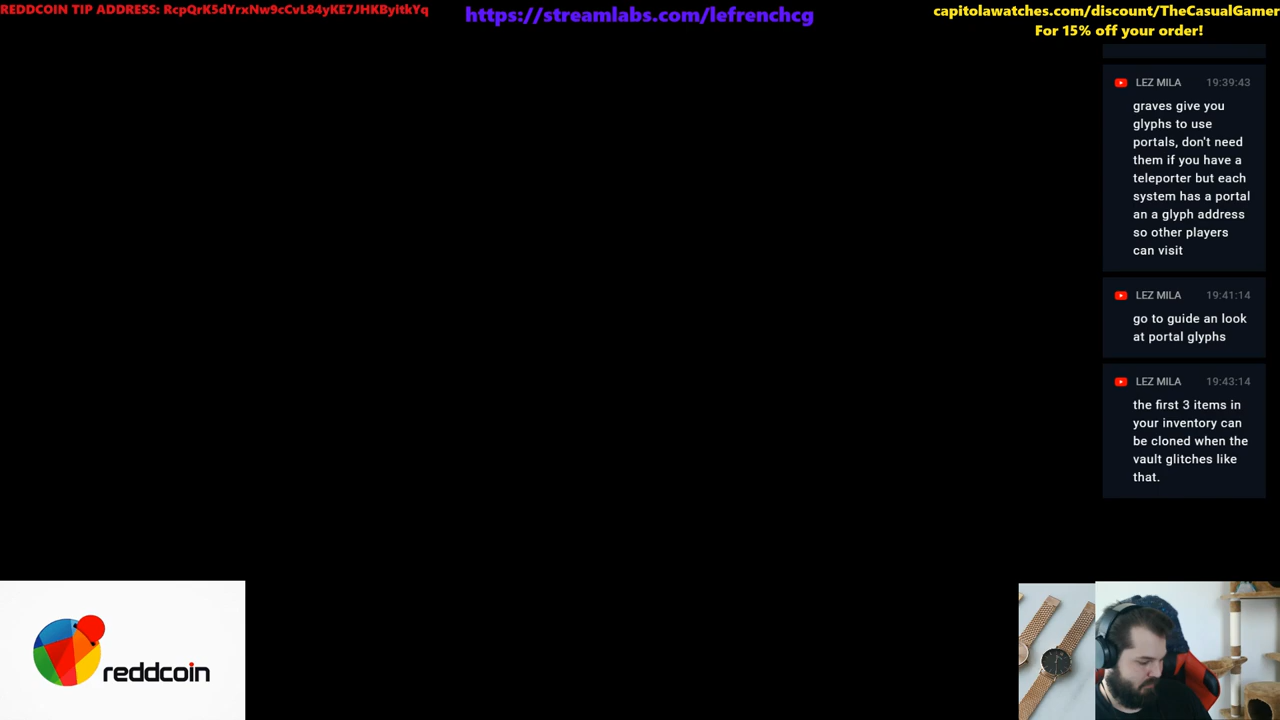 REDDCOIN TIP ADDRESS: RcpQrK5dYrxNw9cCvL84yKE7JHKByitkYq
https://streamlabs.com/lefrenchcg
capitolawatches.com/discount/TheCasualGamer
For 15% off your order!
LEZ MILA 19:39:43
graves give you
glyphs to use
portals, don't need
them if you have a
teleporter but each
system has a portal
an a glyph address
so other players
can visit
LEZ MILA 19:41:14
go to guide an look
at portal glyphs
LEZ MILA 19:43:14
the first 3 items in
your inventory can
be cloned when the
vault glitches like
that.
reddcoin